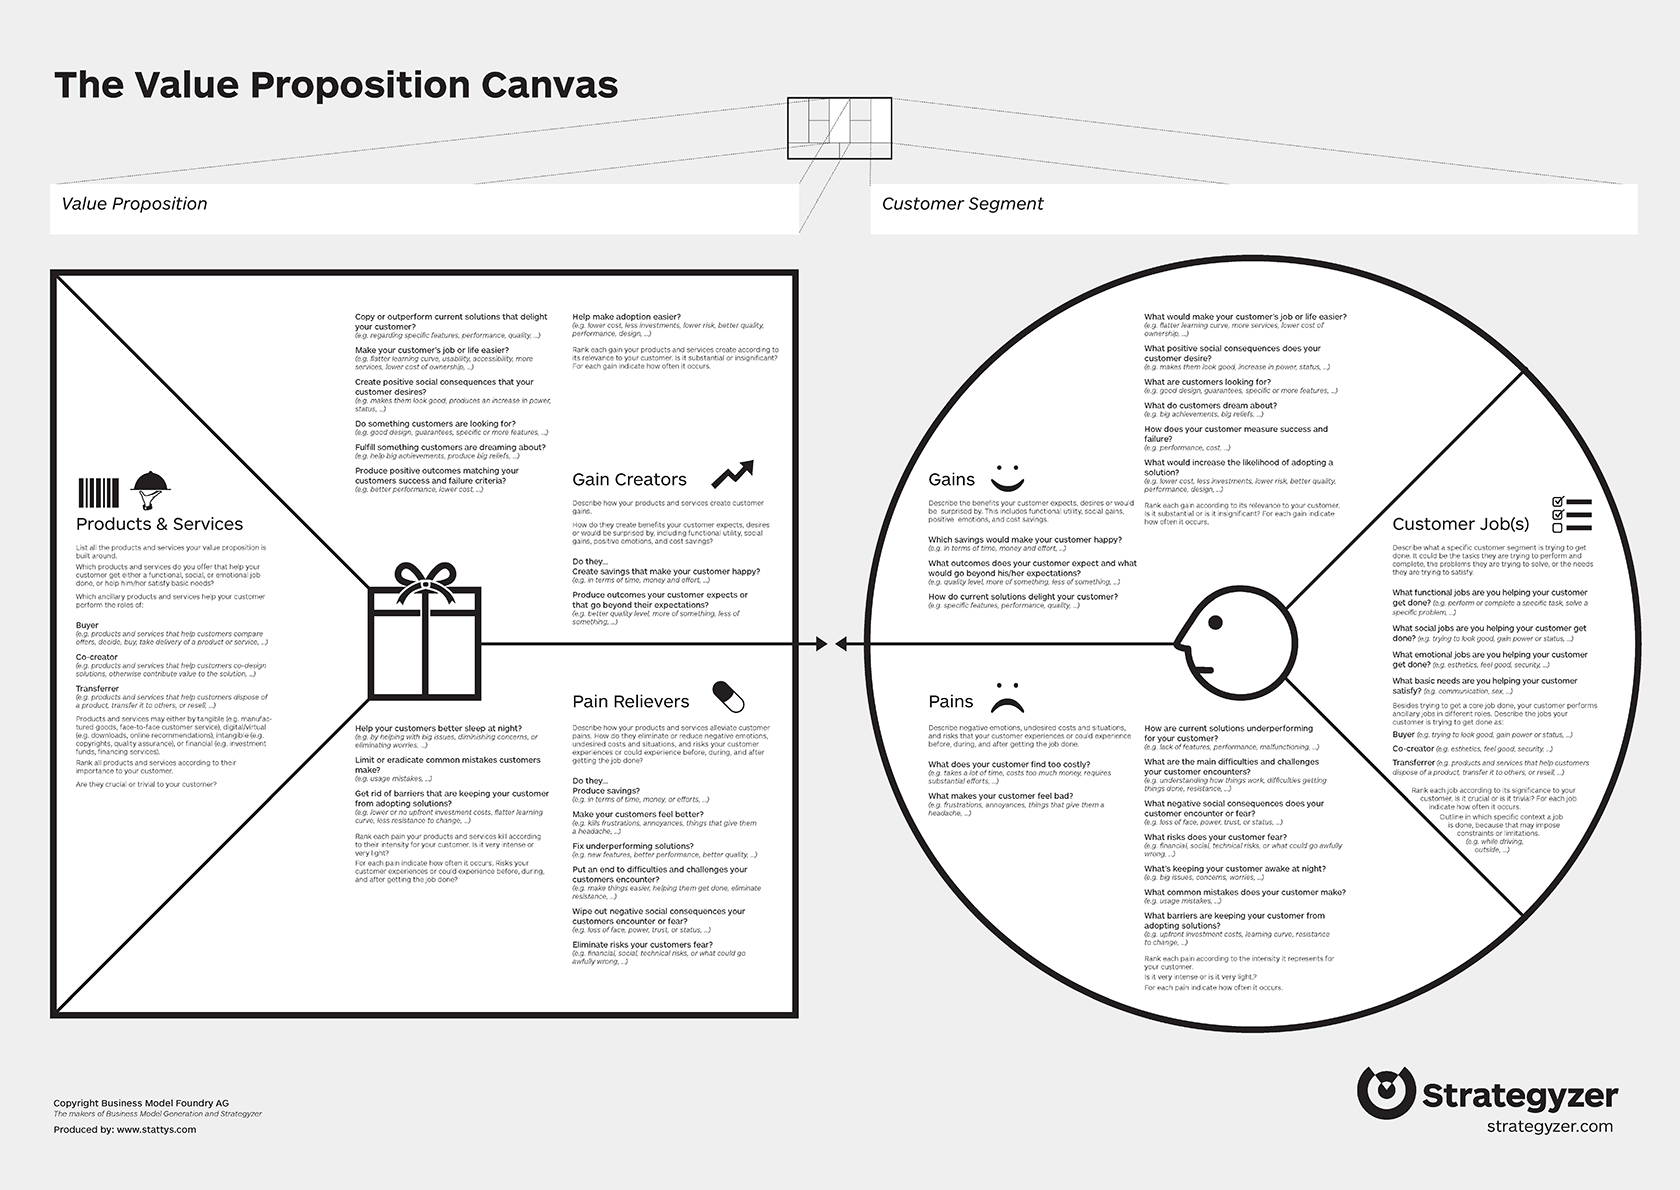 The Value Proposition Canvas
Value Proposition
Customer Segment
Products & Services
List all the products and services your value proposition is
built around.
Which products and services do you offer that help your
customer get either a functional, social, or emotional job
done, or help him/her satisfy basic needs?
Which ancillary products and services help your customer
perform the roles of:
Buyer
(e.g. products and services that help customers compare
offers, decide, buy, take delivery of a product or service, ...)
Co-creator
(e.g. products and services that help customers co-design
solutions, otherwise contribute value to the solution, ...)
Transferrer
(e.g. products and services that help customers dispose of
a product, transfer it to others, or resell, ...)
Products and services may either by tangible (e.g. manufac-
tured goods, face-to-face customer service), digital/virtual
(e.g. downloads, online recommendations), intangible (e.g.
copyrights, quality assurance), or financial (e.g. investment
funds, financing services).
Rank all products and services according to their
importance to your customer.
Are they crucial or trivial to your customer?
Gain Creators
Describe how your products and services create customer
gains.
How do they create benefits your customer expects, desires
or would be surprised by, including functional utility, social
gains, positive emotions, and cost savings?
Do they...
Create savings that make your customer happy?
(e.g. in terms of time, money and effort, ...)
Produce outcomes your customer expects or
that go beyond their expectations?
(e.g. better quality level, more of something, less of
something, ...)
Copy or outperform current solutions that delight
your customer?
(e.g. regarding specific features, performance, quality, ...)
Make your customer's job or life easier?
(e.g. flatter learning curve, usability, accessibility, more
services, lower cost of ownership, ...)
Create positive social consequences that your
customer desires?
(e.g. makes them look good, produces an increase in power,
status, ...)
Do something customers are looking for?
(e.g. good design, guarantees, specific or more features, ...)
Fulfill something customers are dreaming about?
(e.g. help big achievements, produce big reliefs, ...)
Produce positive outcomes matching your
customers success and failure criteria?
(e.g. better performance, lower cost, ...)
Help make adoption easier?
(e.g. lower cost, less investments, lower risk, better quality,
performance, design, ...)
Rank each gain your products and services create according to
its relevance to your customer. Is it substantial or insignificant?
For each gain indicate how often it occurs.
Pain Relievers
Describe how your products and services alleviate customer
pains. How do they eliminate or reduce negative emotions,
undesired costs and situations, and risks your customer
experiences or could experience before, during, and after
getting the job done?
Do they...
Produce savings?
(e.g. in terms of time, money, or efforts, ...)
Make your customers feel better?
(e.g. kills frustrations, annoyances, things that give them
a headache, ...)
Fix underperforming solutions?
(e.g. new features, better performance, better quality, ...)
Put an end to difficulties and challenges your
customers encounter?
(e.g. make things easier, helping them get done, eliminate
resistance, ...)
Wipe out negative social consequences your
customers encounter or fear?
(e.g. loss of face, power, trust, or status, ...)
Eliminate risks your customers fear?
(e.g. financial, social, technical risks, or what could go
awfully wrong, ...)
Help your customers better sleep at night?
(e.g. by helping with big issues, diminishing concerns, or
eliminating worries, ...)
Limit or eradicate common mistakes customers
make?
(e.g. usage mistakes, ...)
Get rid of barriers that are keeping your customer
from adopting solutions?
(e.g. lower or no upfront investment costs, flatter learning
curve, less resistance to change, ...)
Rank each pain your products and services kill according
to their intensity for your customer. Is it very intense or
very light?
For each pain indicate how often it occurs. Risks your
customer experiences or could experience before, during,
and after getting the job done?
Gains
Describe the benefits your customer expects, desires or would
be surprised by. This includes functional utility, social gains,
positive emotions, and cost savings.
Which savings would make your customer happy?
(e.g. in terms of time, money and effort, ...)
What outcomes does your customer expect and what
would go beyond his/her expectations?
(e.g. quality level, more of something, less of something, ...)
How do current solutions delight your customer?
(e.g. specific features, performance, quality, ...)
What would make your customer's job or life easier?
(e.g. flatter learning curve, more services, lower cost of
ownership, ...)
What positive social consequences does your
customer desire?
(e.g. makes them look good, increase in power, status, ...)
What are customers looking for?
(e.g. good design, guarantees, specific or more features, ...)
What do customers dream about?
(e.g. big achievements, big reliefs, ...)
How does your customer measure success and
failure?
(e.g. performance, cost, ...)
What would increase the likelihood of adopting a
solution?
(e.g. lower cost, less investments, lower risk, better quality,
performance, design, ...)
Rank each gain according to its relevance to your customer.
Is it substantial or is it insignificant? For each gain indicate
how often it occurs.
Pains
Describe negative emotions, undesired costs and situations,
and risks that your customer experiences or could experience
before, during, and after getting the job done.
What does your customer find too costly?
(e.g. takes a lot of time, costs too much money, requires
substantial efforts, ...)
What makes your customer feel bad?
(e.g. frustrations, annoyances, things that give them a
headache, ...)
How are current solutions underperforming
for your customer?
(e.g. lack of features, performance, malfunctioning, ...)
What are the main difficulties and challenges
your customer encounters?
(e.g. understanding how things work, difficulties getting
things done, resistance, ...)
What negative social consequences does your
customer encounter or fear?
(e.g. loss of face, power, trust, or status, ...)
What risks does your customer fear?
(e.g. financial, social, technical risks, or what could go awfully
wrong, ...)
What's keeping your customer awake at night?
(e.g. big issues, concerns, worries, ...)
What common mistakes does your customer make?
(e.g. usage mistakes, ...)
What barriers are keeping your customer from
adopting solutions?
(e.g. upfront investment costs, learning curve, resistance
to change, ...)
Rank each pain according to the intensity it represents for
your customer.
Is it very intense or is it very light.?
For each pain indicate how often it occurs.
Customer Job(s)
Describe what a specific customer segment is trying to get
done. It could be the tasks they are trying to perform and
complete, the problems they are trying to solve, or the needs
they are trying to satisfy.
What functional jobs are you helping your customer
get done? (e.g. perform or complete a specific task, solve a
specific problem, ...)
What social jobs are you helping your customer get
done? (e.g. trying to look good, gain power or status, ...)
What emotional jobs are you helping your customer
get done? (e.g. esthetics, feel good, security, ...)
What basic needs are you helping your customer
satisfy? (e.g. communication, sex, ...)
Besides trying to get a core job done, your customer performs
ancillary jobs in different roles. Describe the jobs your
customer is trying to get done as:
Buyer (e.g. trying to look good, gain power or status, ...)
Co-creator (e.g. esthetics, feel good, security, ...)
Transferrer (e.g. products and services that help customers
dispose of a product, transfer it to others, or resell, ...)
Rank each job according to its significance to your
customer. Is it crucial or is it trivial? For each job
indicate how often it occurs.
Outline in which specific context a job
is done, because that may impose
constraints or limitations.
(e.g. while driving,
outside, ...)
Copyright Business Model Foundry AG
The makers of Business Model Generation and Strategyzer
Produced by: www.stattys.com
Strategyzer
strategyzer.com